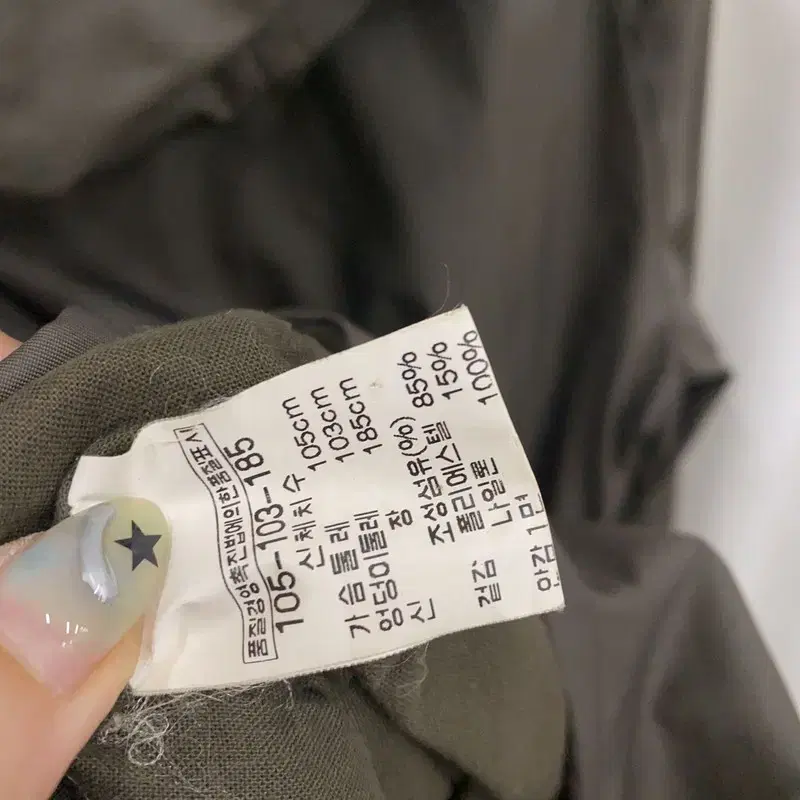 품질경영촉진법에의한품질표시
105-103-185
신체치수
가슴둘레 105cm
엉덩이둘레 103cm
신장 185cm
조성섬유(%)
겉감 폴리에스텔 85%
나일론 15%
안감1 면 100%